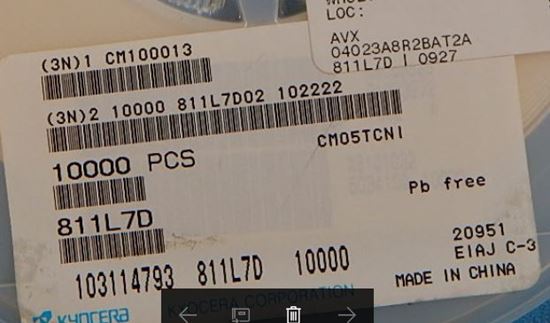 LOC:
AVX
04023A8R2BAT2A
811L7D | 0927
(3N)1 CM100013
(3N)2 10000 811L7D02 102222
CM05TCN1
10000 PCS
Pb free
811L7D
20951
EIAJ C-3
103114793 811L7D 10000
MADE IN CHINA
KYOCERA
KYOCERA CORPORATION